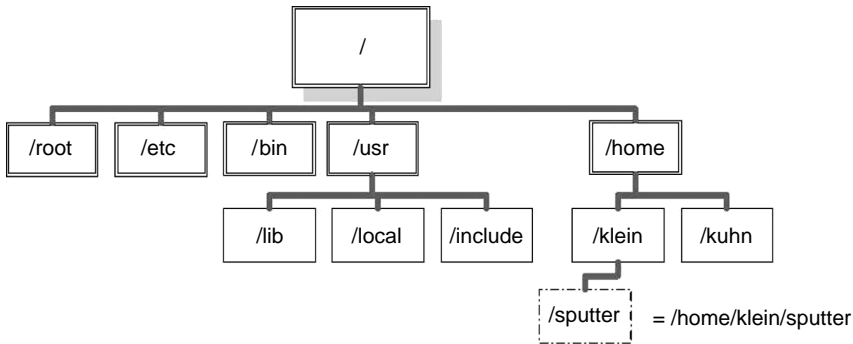 /
/root
/etc
/bin
/usr
/home
/lib
/local
/include
/klein
/kuhn
/sputter
= /home/klein/sputter